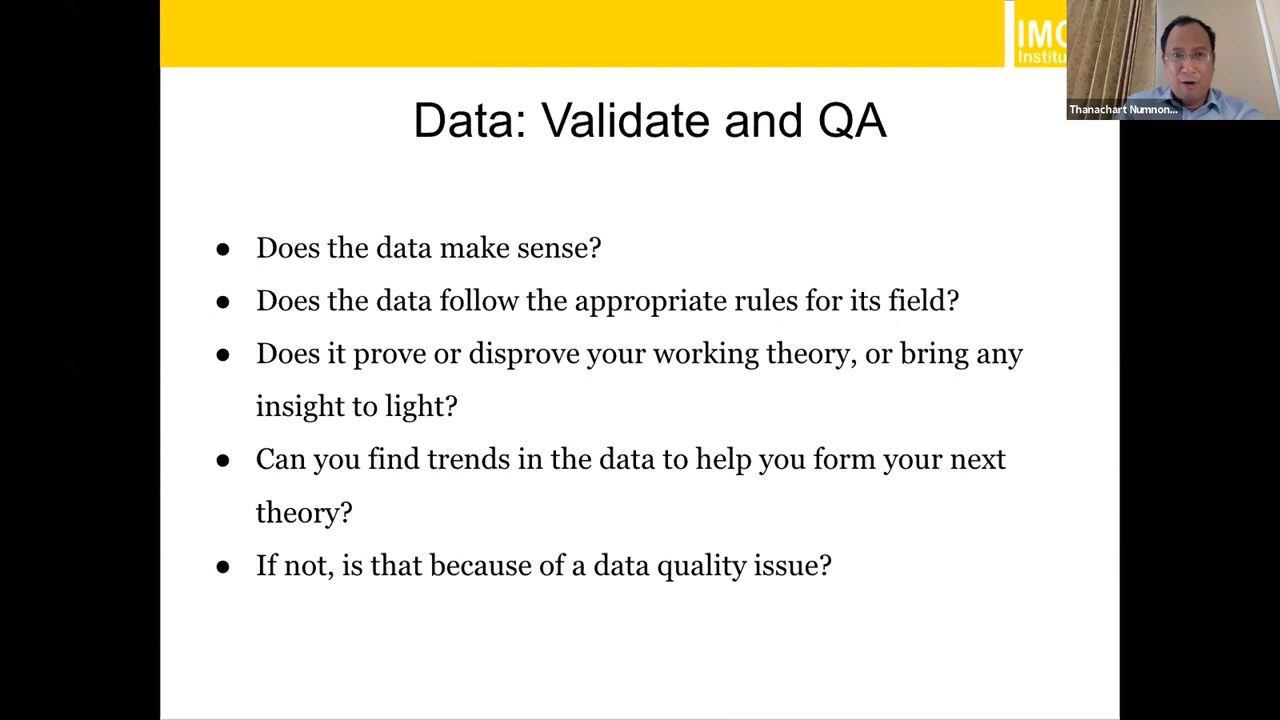 IMC
Institu
Thanachart Numnon...
Data: Validate and QA
● Does the data make sense?
● Does the data follow the appropriate rules for its field?
● Does it prove or disprove your working theory, or bring any
insight to light?
● Can you find trends in the data to help you form your next
theory?
● If not, is that because of a data quality issue?